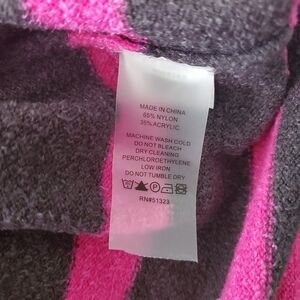 MADE IN CHINA
65% NYLON
35% ACRYLIC
MACHINE WASH COLD
DO NOT BLEACH
DRY CLEANING
PERCHLOROETHYLENE
LOW IRON
DO NOT TUMBLE DRY
RN#51323